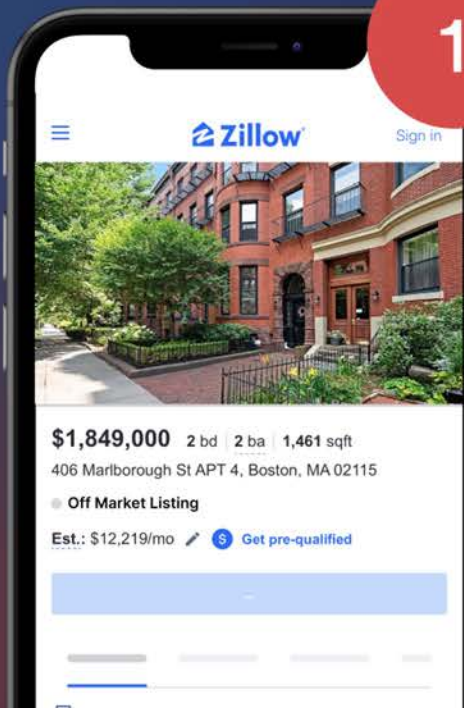 1
Zillow
Sign in
$1,849,000 2 bd 2 ba 1,461 sqft
406 Marlborough St APT 4, Boston, MA 02115
Off Market Listing
Est.: $12,219/mo $ Get pre-qualified